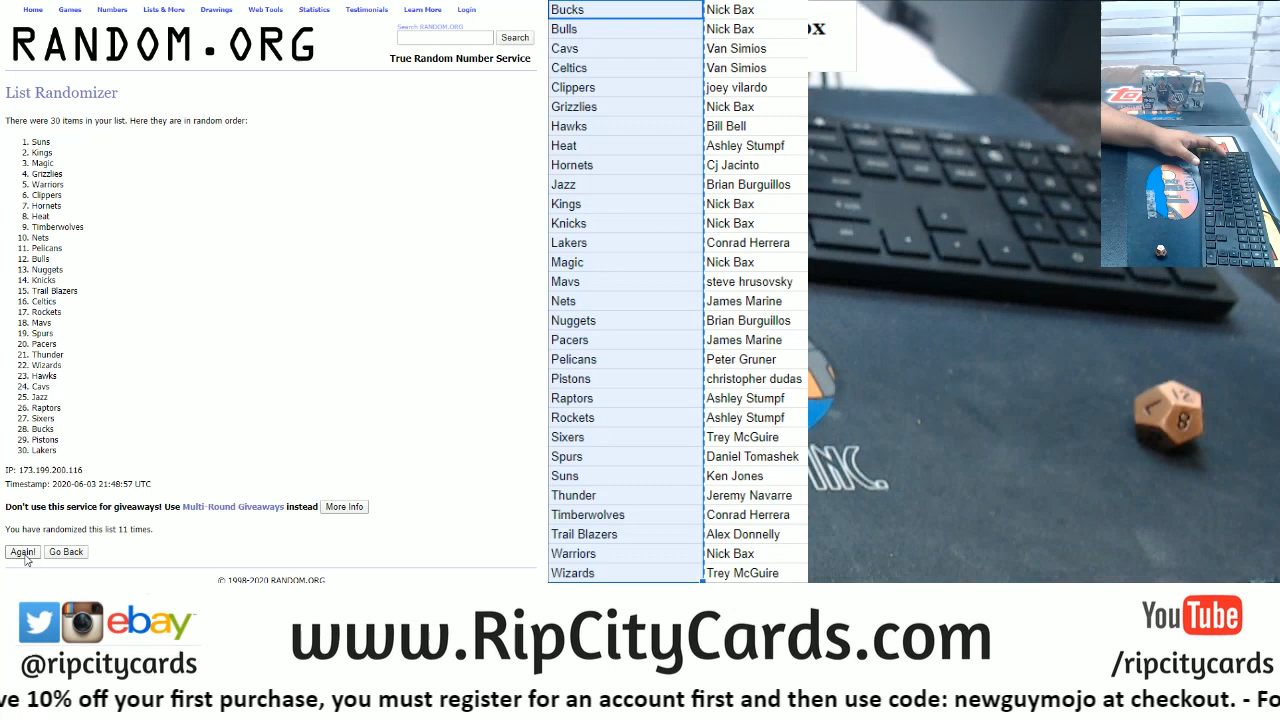 Home Games Numbers Lists & More Drawings Web Tools Statistics Testimonials Learn More Login
RANDOM.ORG
Search RANDOM.ORG
Search
True Random Number Service
List Randomizer
There were 30 items in your list. Here they are in random order:
1. Suns
2. Kings
3. Magic
4. Grizzlies
5. Warriors
6. Clippers
7. Hornets
8. Heat
9. Timberwolves
10. Nets
11. Pelicans
12. Bulls
13. Nuggets
14. Knicks
15. Trail Blazers
16. Celtics
17. Rockets
18. Mavs
19. Spurs
20. Pacers
21. Thunder
22. Wizards
23. Hawks
24. Cavs
25. Jazz
26. Raptors
27. Sixers
28. Bucks
29. Pistons
30. Lakers
IP: 173.199.200.116
Timestamp: 2020-06-03 21:48:57 UTC
Don't use this service for giveaways! Use Multi-Round Giveaways instead More Info
You have randomized this list 11 times.
Again! Go Back
© 1998-2020 RANDOM.ORG
Bucks Nick Bax
Bulls Nick Bax
Cavs Van Simios
Celtics Van Simios
Clippers joey vilardo
Grizzlies Nick Bax
Hawks Bill Bell
Heat Ashley Stumpf
Hornets Cj Jacinto
Jazz Brian Burguillos
Kings Nick Bax
Knicks Nick Bax
Lakers Conrad Herrera
Magic Nick Bax
Mavs steve hrusovsky
Nets James Marine
Nuggets Brian Burguillos
Pacers James Marine
Pelicans Peter Gruner
Pistons christopher dudas
Raptors Ashley Stumpf
Rockets Ashley Stumpf
Sixers Trey McGuire
Spurs Daniel Tomashek
Suns Ken Jones
Thunder Jeremy Navarre
Timberwolves Conrad Herrera
Trail Blazers Alex Donnelly
Warriors Nick Bax
Wizards Trey McGuire
ox
12
7
8
INC.
ebay
@ripcitycards
www.RipCityCards.com
YouTube
/ripcitycards
ve 10% off your first purchase, you must register for an account first and then use code: newguymojo at checkout. - Fo